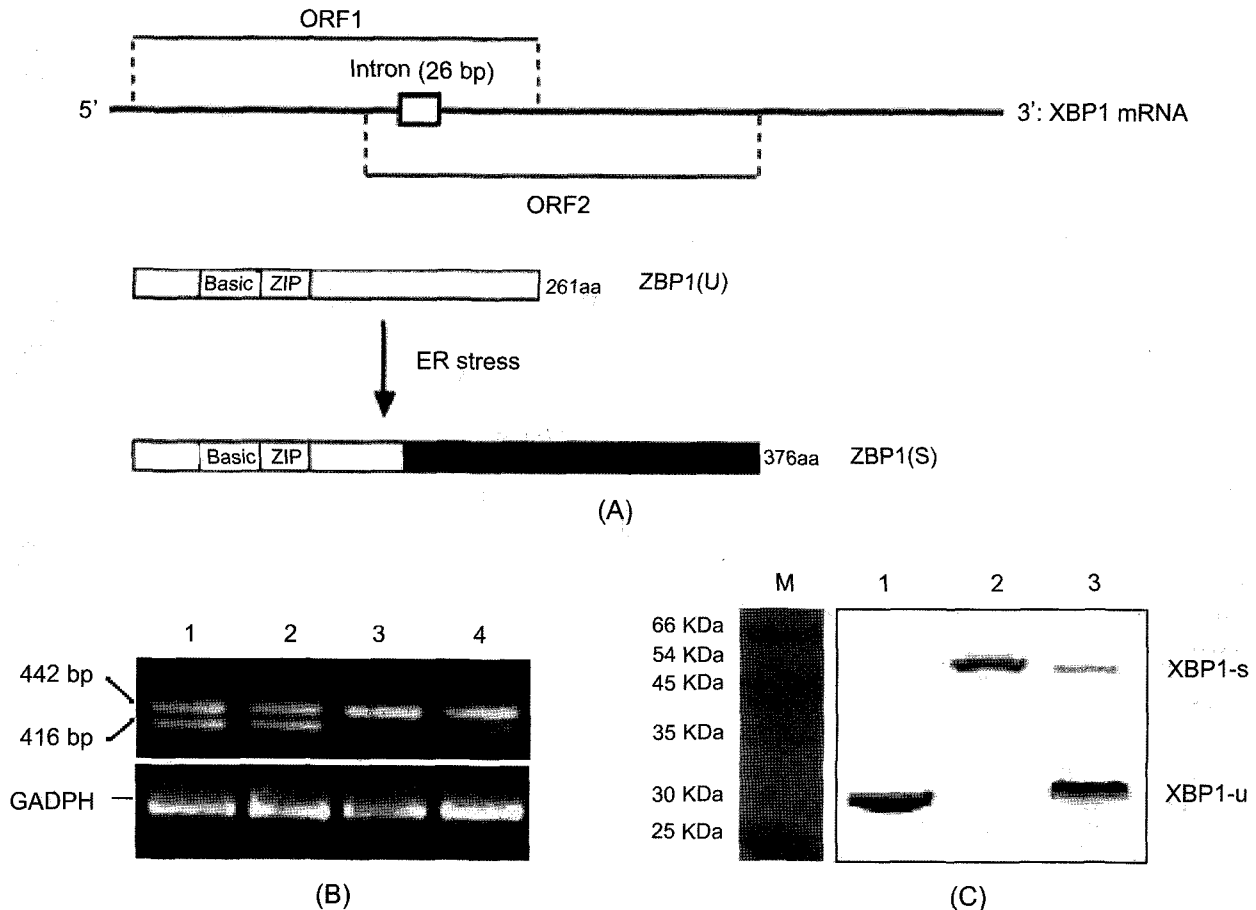 ORF1
Intron (26 bp)
5'
3': XBP1 mRNA
ORF2
Basic ZIP 261aa ZBP1(U)
ER stress
Basic ZIP 376aa ZBP1(S)
(A)
1 2 3 4
442 bp
416 bp
GADPH
(B)
M 1 2 3
66 KDa
54 KDa
45 KDa
35 KDa
30 KDa
25 KDa
XBP1-s
XBP1-u
(C)